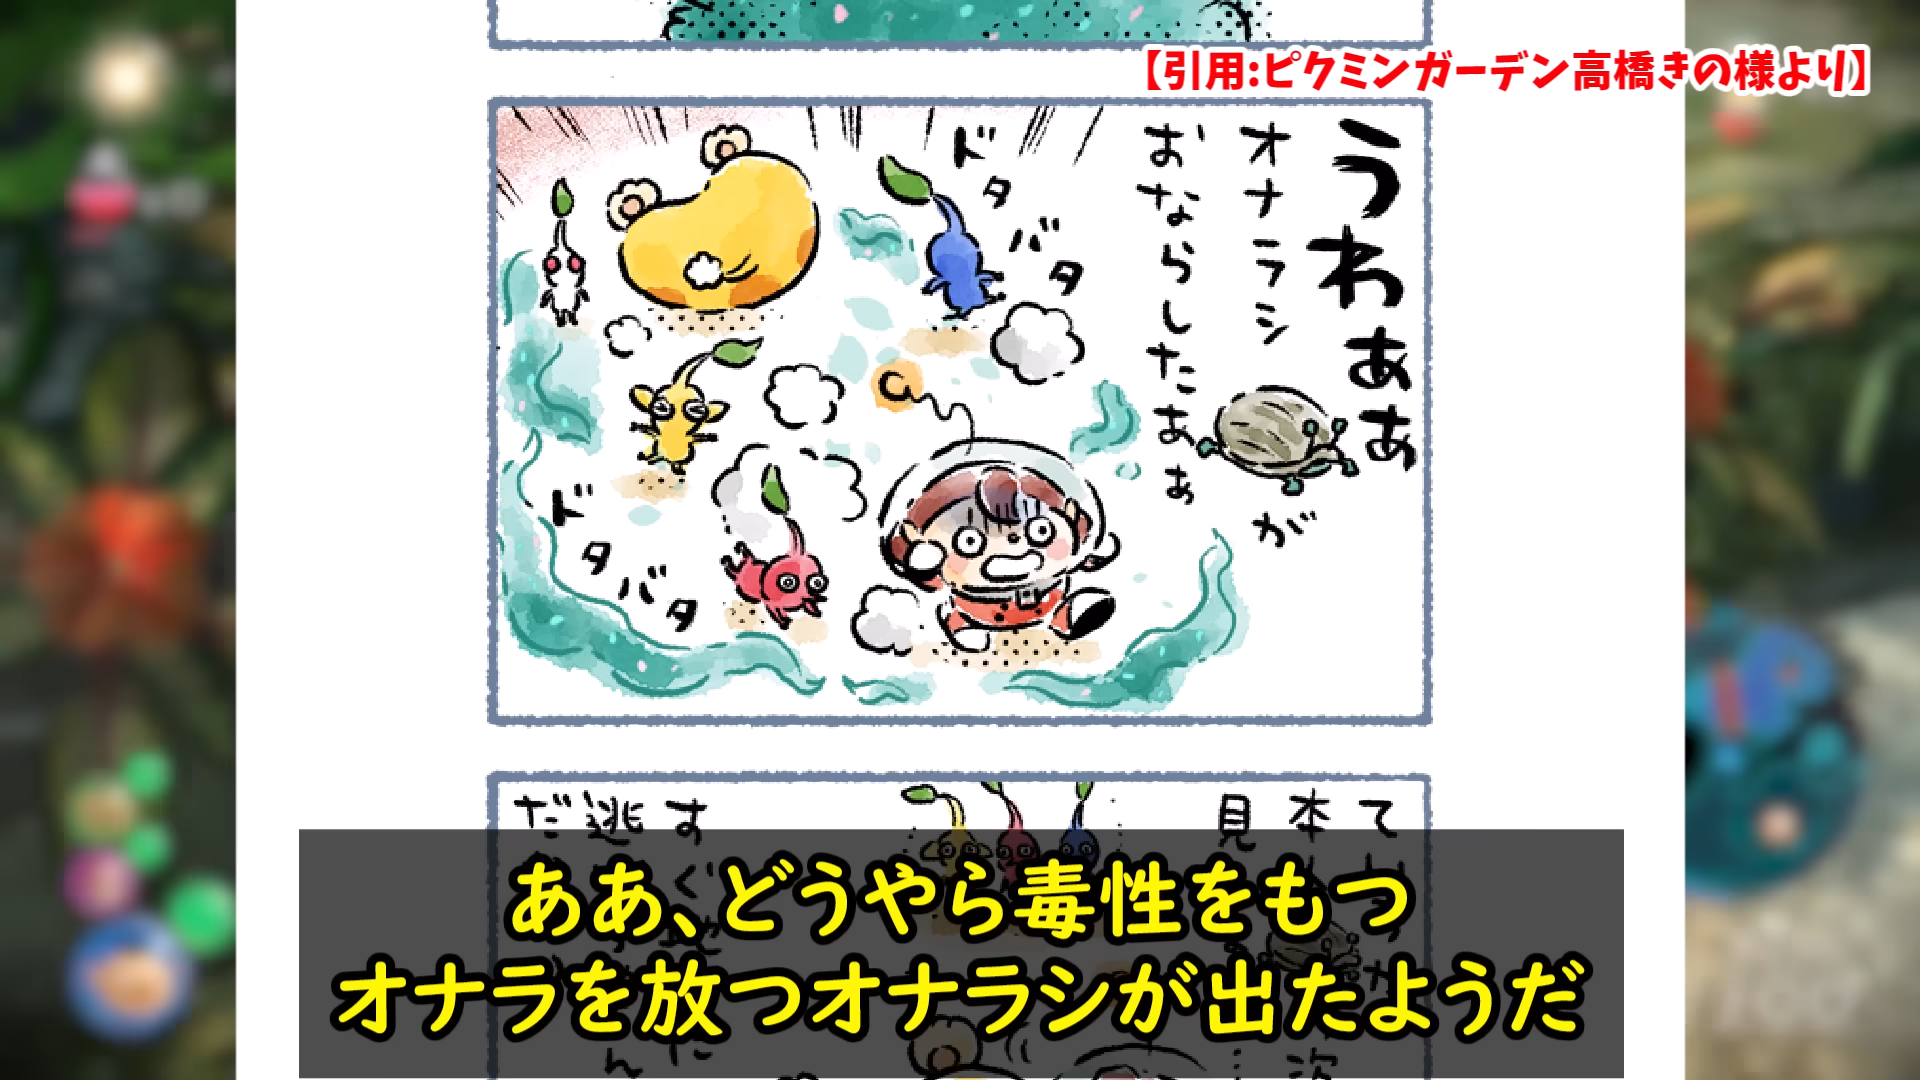 【引用:ピクミンガーデン高橋きの様より】
うわぁぁ
オナラシ
が
おならしたあぁ
ドタバタ
ドタバタ
て
本
見
す
逃
だ
ああ、どうやら毒性をもつ
オナラを放つオナラシが出たようだ